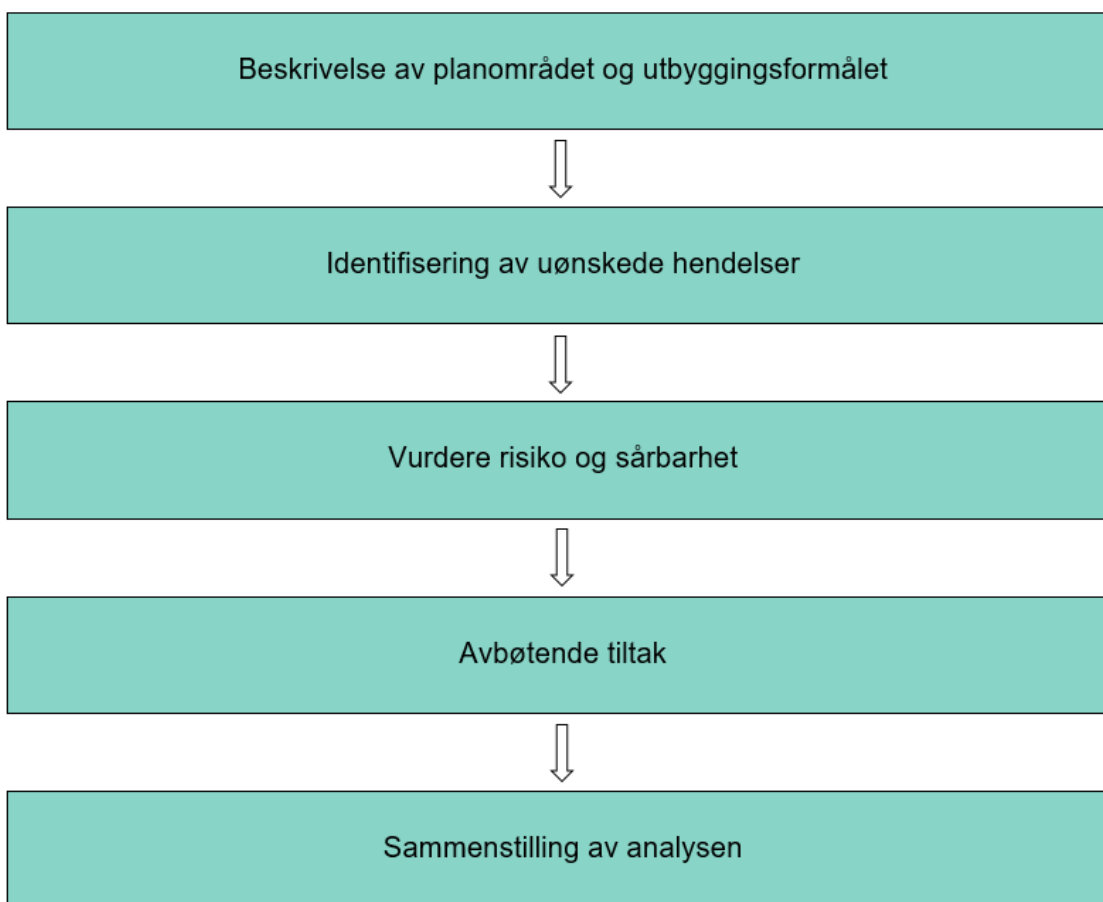 Beskrivelse av planområdet og utbyggingsformålet
Identifisering av uønskede hendelser
Vurdere risiko og sårbarhet
Avbøtende tiltak
Sammenstilling av analysen